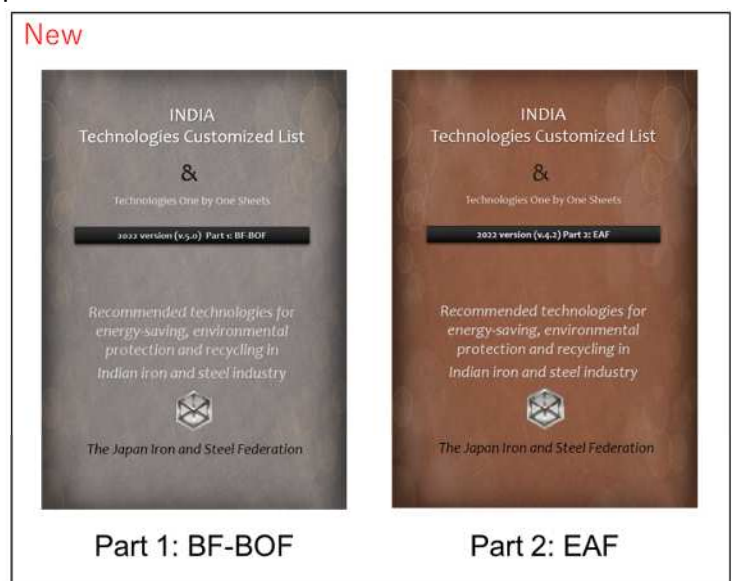 New
INDIA
Technologies Customized List
&
Technologies One by One Sheets
2022 version (v.5.0) Part 1: BF-BOF
Recommended technologies for
energy-saving, environmental
protection and recycling in
Indian iron and steel industry
The Japan Iron and Steel Federation
Part 1: BF-BOF
INDIA
Technologies Customized List
&
Technologies One by One Sheets
2022 version (v.4.2) Part 2: EAF
Recommended technologies for
energy-saving, environmental
protection and recycling in
Indian iron and steel industry
The Japan Iron and Steel Federation
Part 2: EAF